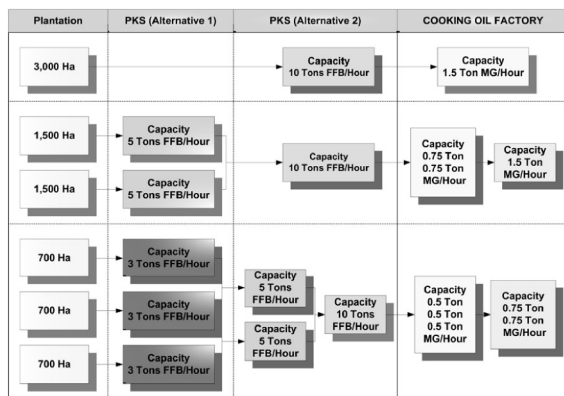 Plantation
PKS (Alternative 1)
PKS (Alternative 2)
COOKING OIL FACTORY
3,000 Ha
Capacity
10 Tons FFB/Hour
Capacity
1.5 Ton MG/Hour
1,500 Ha
Capacity
5 Tons FFB/Hour
1,500 Ha
Capacity
5 Tons FFB/Hour
Capacity
10 Tons FFB/Hour
Capacity
0.75 Ton
0.75 Ton
MG/Hour
Capacity
1.5 Ton
MG/Hour
700 Ha
Capacity
3 Tons FFB/Hour
700 Ha
Capacity
3 Tons FFB/Hour
700 Ha
Capacity
3 Tons FFB/Hour
Capacity
5 Tons
FFB/Hour
Capacity
5 Tons
FFB/Hour
Capacity
10 Tons
FFB/Hour
Capacity
0.5 Ton
0.5 Ton
0.5 Ton
MG/Hour
Capacity
0.75 Ton
0.75 Ton
MG/Hour